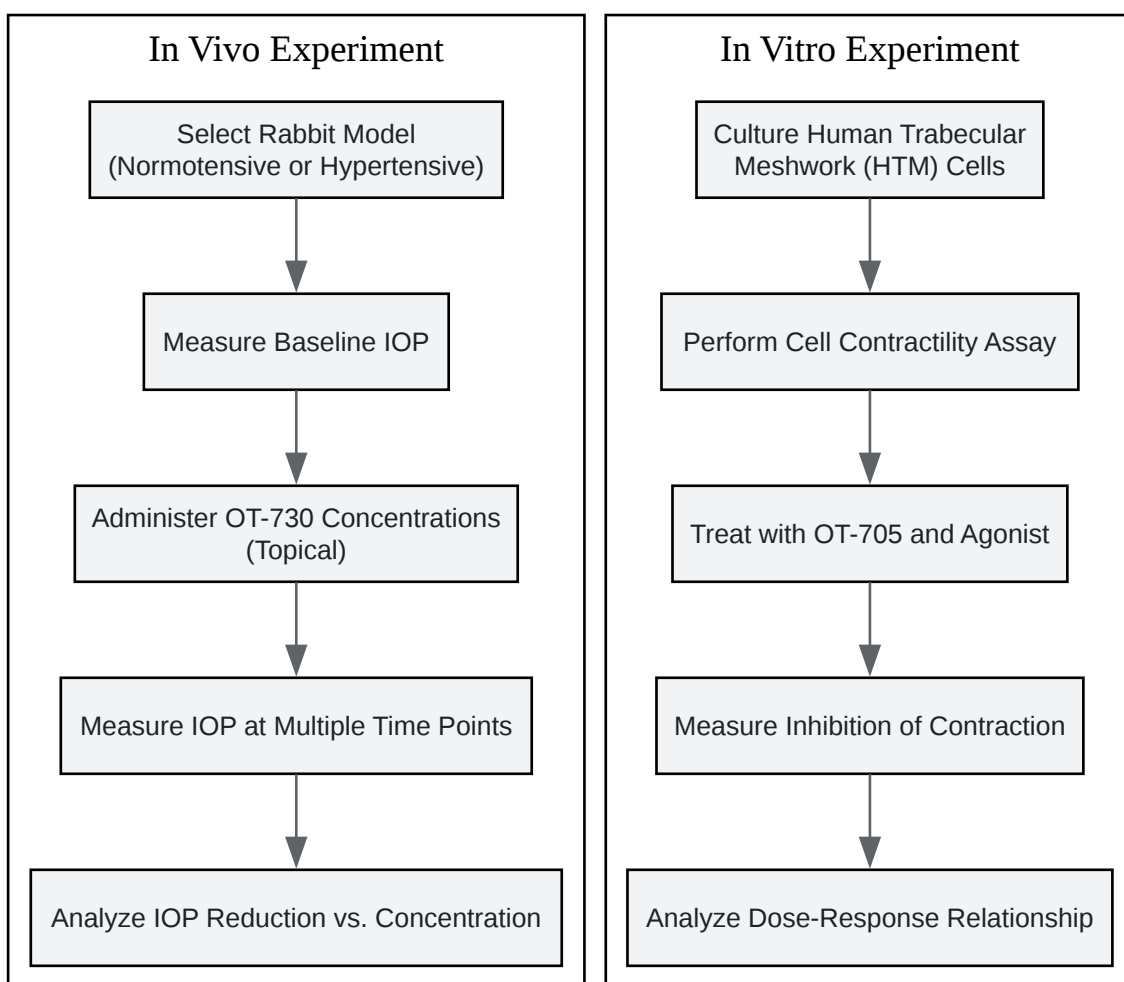 In Vivo Experiment
Select Rabbit Model
(Normotensive or Hypertensive)
Measure Baseline IOP
Administer OT-730 Concentrations
(Topical)
Measure IOP at Multiple Time Points
Analyze IOP Reduction vs. Concentration
In Vitro Experiment
Culture Human Trabecular
Meshwork (HTM) Cells
Perform Cell Contractility Assay
Treat with OT-705 and Agonist
Measure Inhibition of Contraction
Analyze Dose-Response Relationship